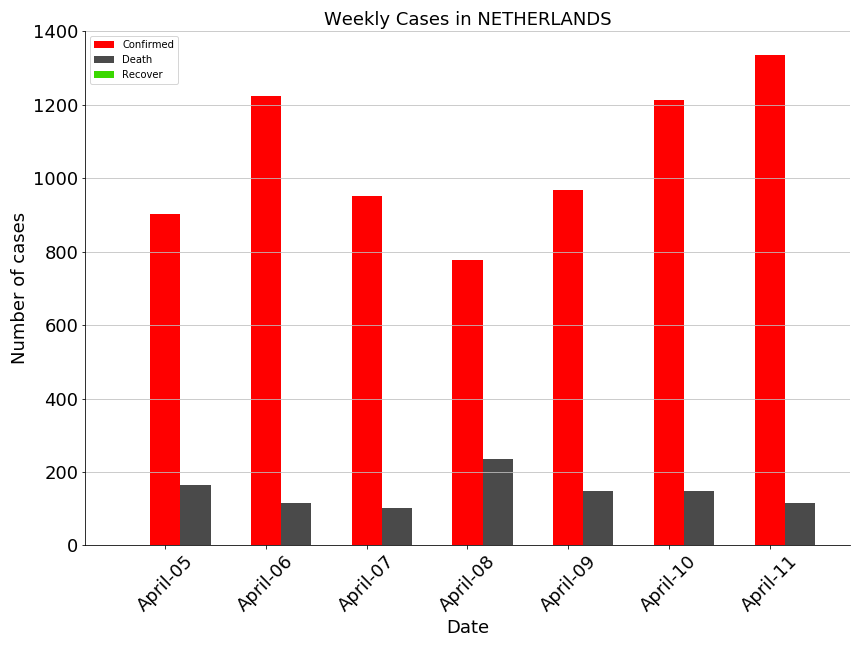 Weekly Cases in NETHERLANDS
Confirmed
Death
Recover
1400
1200
1000
800
600
400
200
0
Number of cases
April-05
April-06
April-07
April-08
April-09
April-10
April-11
Date